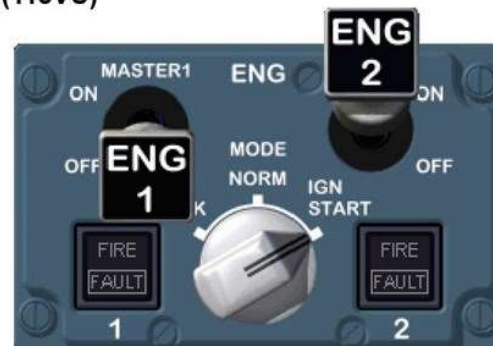 ENG
2
MASTER1
ENG
ON
ON
OFF
ENG
1
OFF
MODE
NORM
IGN
START
K
FIRE
FAULT
FIRE
FAULT
1
2